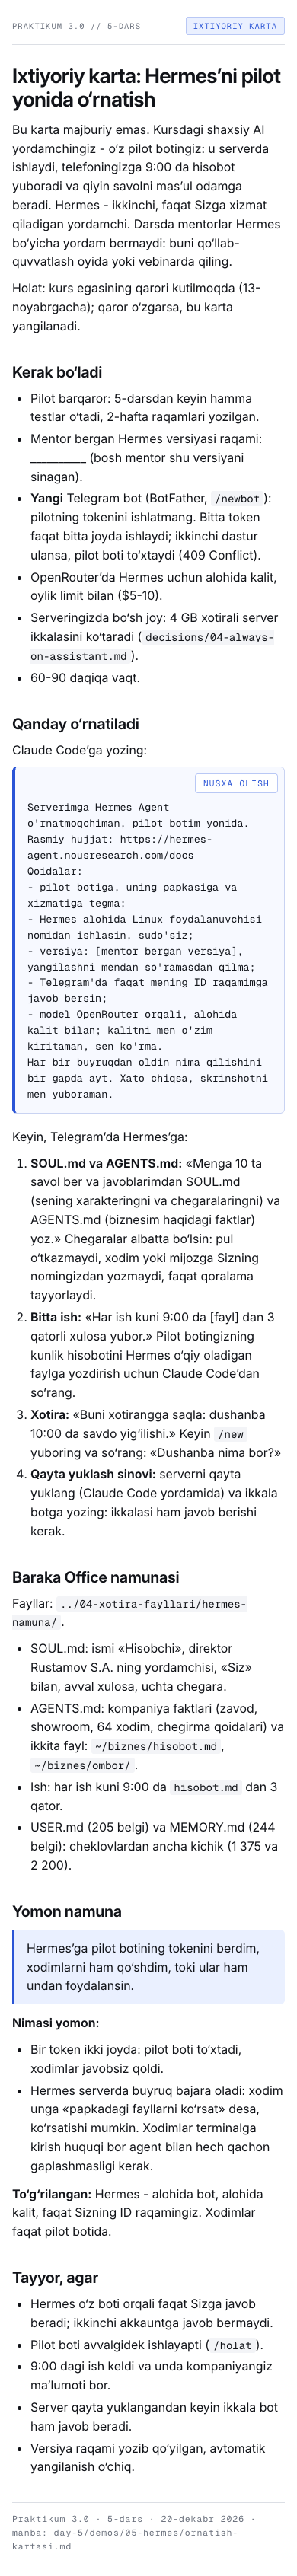 PRAKTIKUM 3.0 // 5-DARS
IXTIYORIY KARTA
Ixtiyoriy karta: Hermes’ni pilot
yonida o‘rnatish
Bu karta majburiy emas. Kursdagi shaxsiy AI
yordamchingiz - o‘z pilot botingiz: u serverda
ishlaydi, telefoningizga 9:00 da hisobot
yuboradi va qiyin savolni mas’ul odamga
beradi. Hermes - ikkinchi, faqat Sizga xizmat
qiladigan yordamchi. Darsda mentorlar Hermes
bo‘yicha yordam bermaydi: buni qo‘llab-
quvvatlash oyida yoki vebinarda qiling.
Holat: kurs egasining qarori kutilmoqda (13-
noyabrgacha); qaror o‘zgarsa, bu karta
yangilanadi.
Kerak bo‘ladi
• Pilot barqaror: 5-darsdan keyin hamma
testlar o‘tadi, 2-hafta raqamlari yozilgan.
• Mentor bergan Hermes versiyasi raqami:
__________ (bosh mentor shu versiyani
sinagan).
• Yangi Telegram bot (BotFather, /newbot ):
pilotning tokenini ishlatmang. Bitta token
faqat bitta joyda ishlaydi; ikkinchi dastur
ulansa, pilot boti to‘xtaydi (409 Conflict).
• OpenRouter’da Hermes uchun alohida kalit,
oylik limit bilan ($5-10).
• Serveringizda bo‘sh joy: 4 GB xotirali server
ikkalasini ko‘taradi ( decisions/04-always-
on-assistant.md ).
• 60-90 daqiqa vaqt.
Qanday o‘rnatiladi
Claude Code’ga yozing:
NUSXA OLISH
Serverimga Hermes Agent
o'rnatmoqchiman, pilot botim yonida.
Rasmiy hujjat: https://hermes-
agent.nousresearch.com/docs
Qoidalar:
- pilot botiga, uning papkasiga va
xizmatiga tegma;
- Hermes alohida Linux foydalanuvchisi
nomidan ishlasin, sudo'siz;
- versiya: [mentor bergan versiya],
yangilashni mendan so'ramasdan qilma;
- Telegram'da faqat mening ID raqamimga
javob bersin;
- model OpenRouter orqali, alohida
kalit bilan; kalitni men o'zim
kiritaman, sen ko'rma.
Har bir buyruqdan oldin nima qilishini
bir gapda ayt. Xato chiqsa, skrinshotni
men yuboraman.
Keyin, Telegram’da Hermes’ga:
1. SOUL.md va AGENTS.md: «Menga 10 ta
savol ber va javoblarimdan SOUL.md
(sening xarakteringni va chegaralaringni) va
AGENTS.md (biznesim haqidagi faktlar)
yoz.» Chegaralar albatta bo‘lsin: pul
o‘tkazmaydi, xodim yoki mijozga Sizning
nomingizdan yozmaydi, faqat qoralama
tayyorlaydi.
2. Bitta ish: «Har ish kuni 9:00 da [fayl] dan 3
qatorli xulosa yubor.» Pilot botingizning
kunlik hisobotini Hermes o‘qiy oladigan
faylga yozdirish uchun Claude Code’dan
so‘rang.
3. Xotira: «Buni xotirangga saqla: dushanba
10:00 da savdo yig‘ilishi.» Keyin /new
yuboring va so‘rang: «Dushanba nima bor?»
4. Qayta yuklash sinovi: serverni qayta
yuklang (Claude Code yordamida) va ikkala
botga yozing: ikkalasi ham javob berishi
kerak.
Baraka Office namunasi
Fayllar: ../04-xotira-fayllari/hermes-
namuna/ .
• SOUL.md: ismi «Hisobchi», direktor
Rustamov S.A. ning yordamchisi, «Siz»
bilan, avval xulosa, uchta chegara.
• AGENTS.md: kompaniya faktlari (zavod,
showroom, 64 xodim, chegirma qoidalari) va
ikkita fayl: ~/biznes/hisobot.md ,
~/biznes/ombor/ .
• Ish: har ish kuni 9:00 da hisobot.md dan 3
qator.
• USER.md (205 belgi) va MEMORY.md (244
belgi): cheklovlardan ancha kichik (1 375 va
2 200).
Yomon namuna
Hermes’ga pilot botining tokenini berdim,
xodimlarni ham qo‘shdim, toki ular ham
undan foydalansin.
Nimasi yomon:
• Bir token ikki joyda: pilot boti to‘xtadi,
xodimlar javobsiz qoldi.
• Hermes serverda buyruq bajara oladi: xodim
unga «papkadagi fayllarni ko‘rsat» desa,
ko‘rsatishi mumkin. Xodimlar terminalga
kirish huquqi bor agent bilan hech qachon
gaplashmasligi kerak.
To‘g‘rilangan: Hermes - alohida bot, alohida
kalit, faqat Sizning ID raqamingiz. Xodimlar
faqat pilot botida.
Tayyor, agar
• Hermes o‘z boti orqali faqat Sizga javob
beradi; ikkinchi akkauntga javob bermaydi.
• Pilot boti avvalgidek ishlayapti ( /holat ).
• 9:00 dagi ish keldi va unda kompaniyangiz
ma’lumoti bor.
• Server qayta yuklangandan keyin ikkala bot
ham javob beradi.
• Versiya raqami yozib qo‘yilgan, avtomatik
yangilanish o‘chiq.
Praktikum 3.0 · 5-dars · 20-dekabr 2026 ·
manba: day-5/demos/05-hermes/ornatish-
kartasi.md